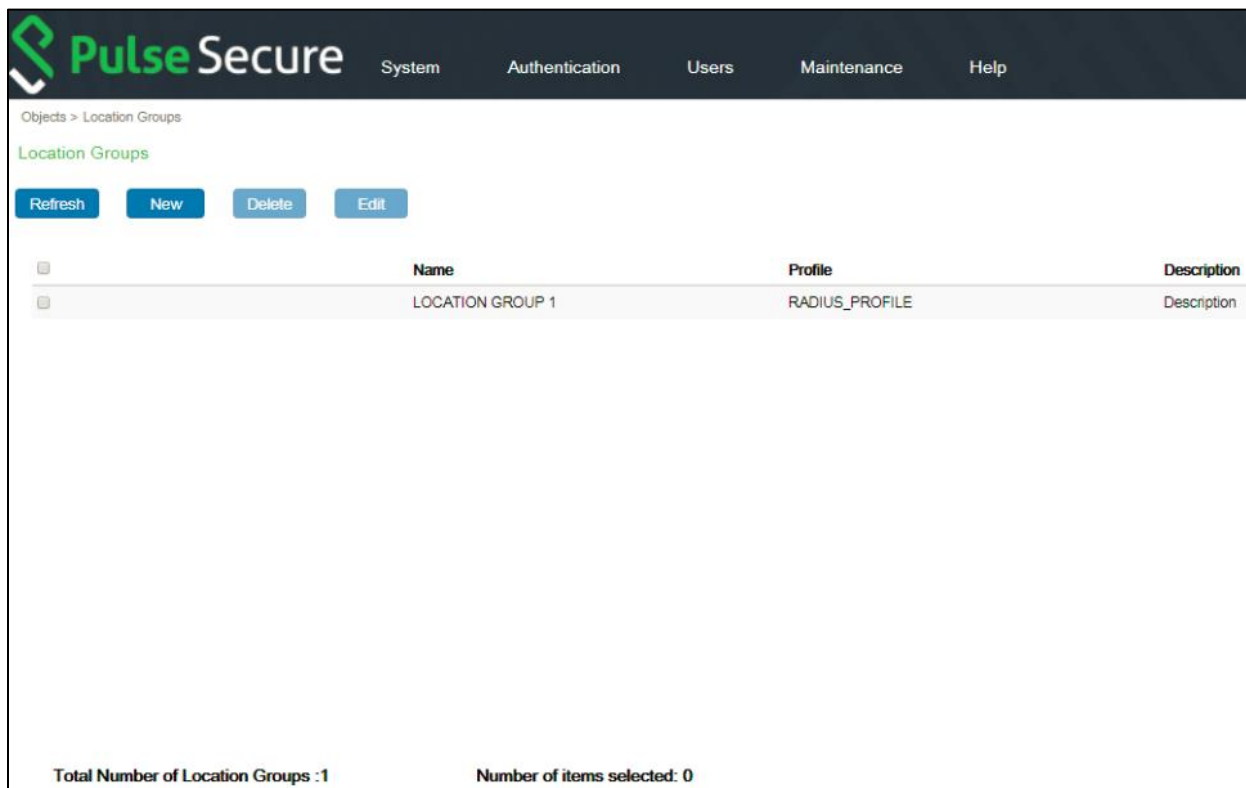 Pulse Secure System Authentication Users Maintenance Help
Objects > Location Groups
Location Groups
Refresh New Delete Edit
Name Profile Description
LOCATION GROUP 1 RADIUS_PROFILE Description
Total Number of Location Groups :1 Number of items selected: 0